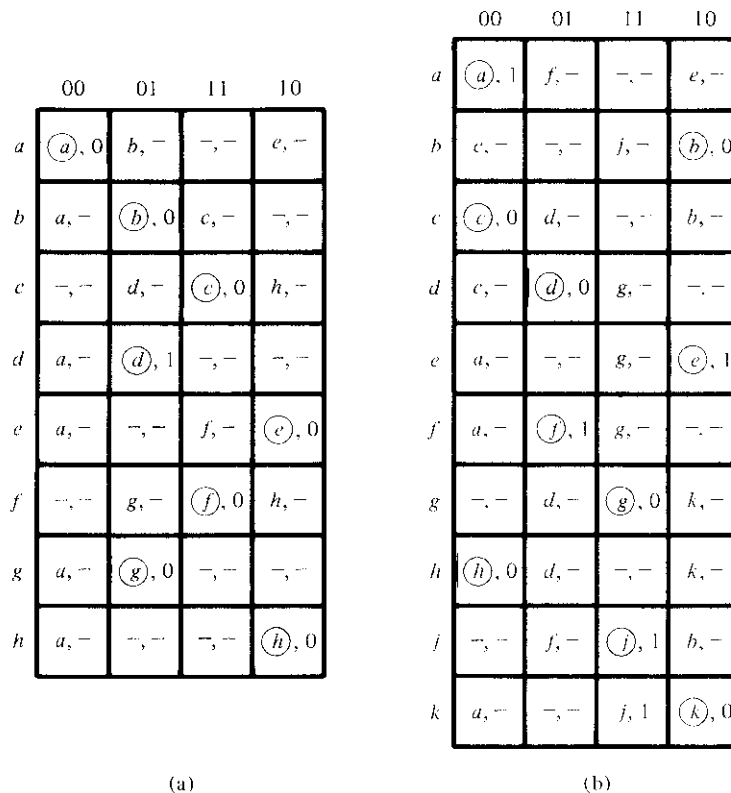 00 01 11 10
a a, 0 b, – –, – e, –
b a, – b, 0 c, – –, –
c –, – d, – c, 0 h, –
d a, – d, 1 –, – –, –
e a, – –, – f, – e, 0
f –, – g, – f, 0 h, –
g a, – g, 0 –, – –, –
h a, – –, – –, – h, 0
(a)
00 01 11 10
a a, 1 f, – –, – e, –
b c, – –, – j, – b, 0
c c, 0 d, – –, – b, –
d c, – d, 0 g, – –, –
e a, – –, – g, – e, 1
f a, – f, 1 g, – –, –
g –, – d, – g, 0 k, –
h h, 0 d, – –, – k, –
j –, – f, – j, 1 b, –
k a, – –, – j, 1 k, 0
(b)